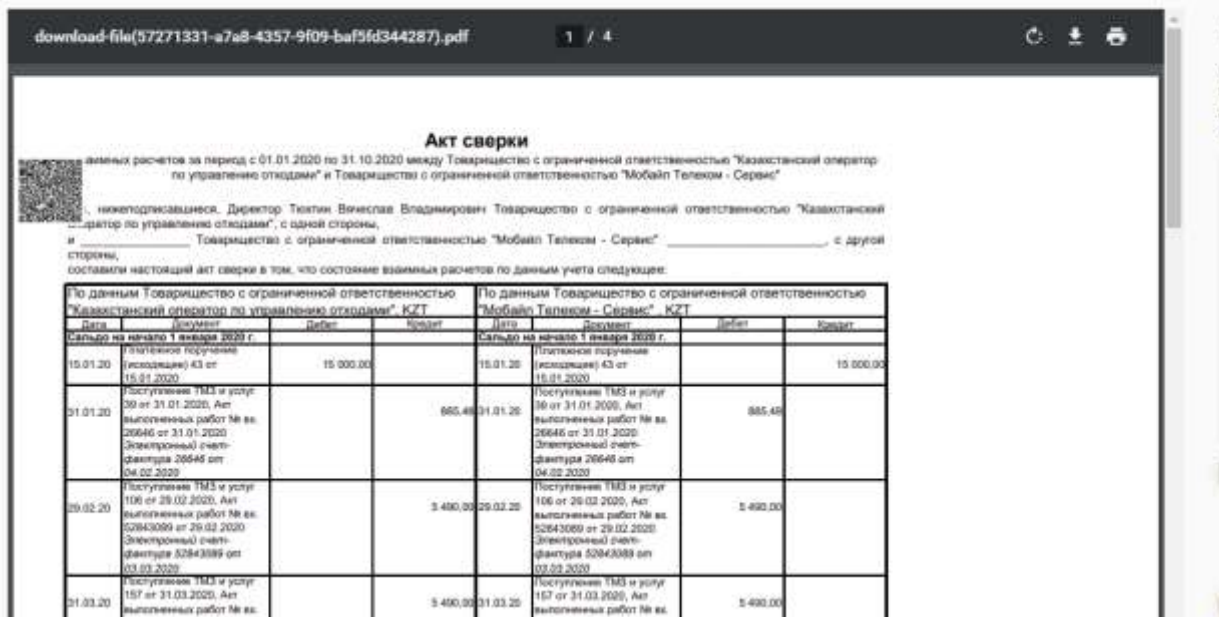 download-file(57271331-a7a8-4357-9f09-baf5fd344287).pdf
1 / 4
Акт сверки
аимных расчетов за период с 01.01.2020 по 31.10.2020 между Товарищество с ограниченной ответственностью "Казахстанский оператор
по управлению отходами" и Товарищество с ограниченной ответственностью "Мобайл Телеком - Сервис"
, нижеподписавшиеся, Директор Тюхтин Вячеслав Владимирович Товарищество с ограниченной ответственностью "Казахстанский
оператор по управлению отходами", с одной стороны,
и ________________ Товарищество с ограниченной ответственностью "Мобайл Телеком - Сервис" ________________________, с другой
стороны,
составили настоящий акт сверки в том, что состояние взаимных расчетов по данным учета следующее:
По данным Товарищество с ограниченной ответственностью По данным Товарищество с ограниченной ответственностью
"Казахстанский оператор по управлению отходами", KZT "Мобайл Телеком - Сервис" , KZT
Дата Документ Дебет Кредит Дата Документ Дебет Кредит
Сальдо на начало 1 января 2020 г. Сальдо на начало 1 января 2020 г.
Платежное поручение Платежное поручение
15.01.20 (исходящее) 43 от 15 000,00 15.01.20 (исходящее) 43 от 15 000,00
15.01.2020 15.01.2020
Поступление ТМЗ и услуг Поступление ТМЗ и услуг
31.01.20 39 от 31.01.2020, Акт 885,48 31.01.20 39 от 31.01.2020, Акт 885,48
выполненных работ № вх. выполненных работ № вх.
26646 от 31.01.2020 26646 от 31.01.2020
Электронный счет- Электронный счет-
фактура 26646 от фактура 26646 от
04.02.2020 04.02.2020
Поступление ТМЗ и услуг Поступление ТМЗ и услуг
29.02.20 106 от 29.02.2020, Акт 5 490,00 29.02.20 106 от 29.02.2020, Акт 5 490,00
выполненных работ № вх. выполненных работ № вх.
52843089 от 29.02.2020 52843089 от 29.02.2020
Электронный счет- Электронный счет-
фактура 52843089 от фактура 52843089 от
03.03.2020 03.03.2020
Поступление ТМЗ и услуг Поступление ТМЗ и услуг
31.03.20 157 от 31.03.2020, Акт 5 490,00 31.03.20 157 от 31.03.2020, Акт 5 490,00
выполненных работ № вх. выполненных работ № вх.